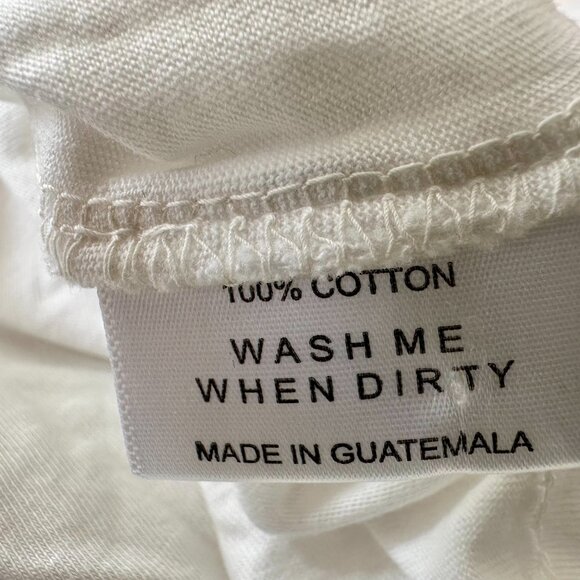 100% COTTON
WASH ME
WHEN DIRTY
MADE IN GUATEMALA